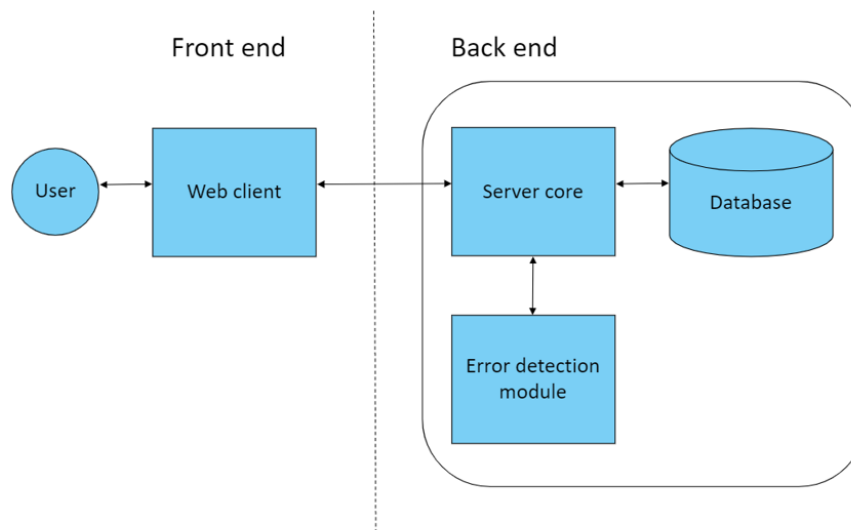 Front end
Back end
User
Web client
Server core
Database
Error detection
module